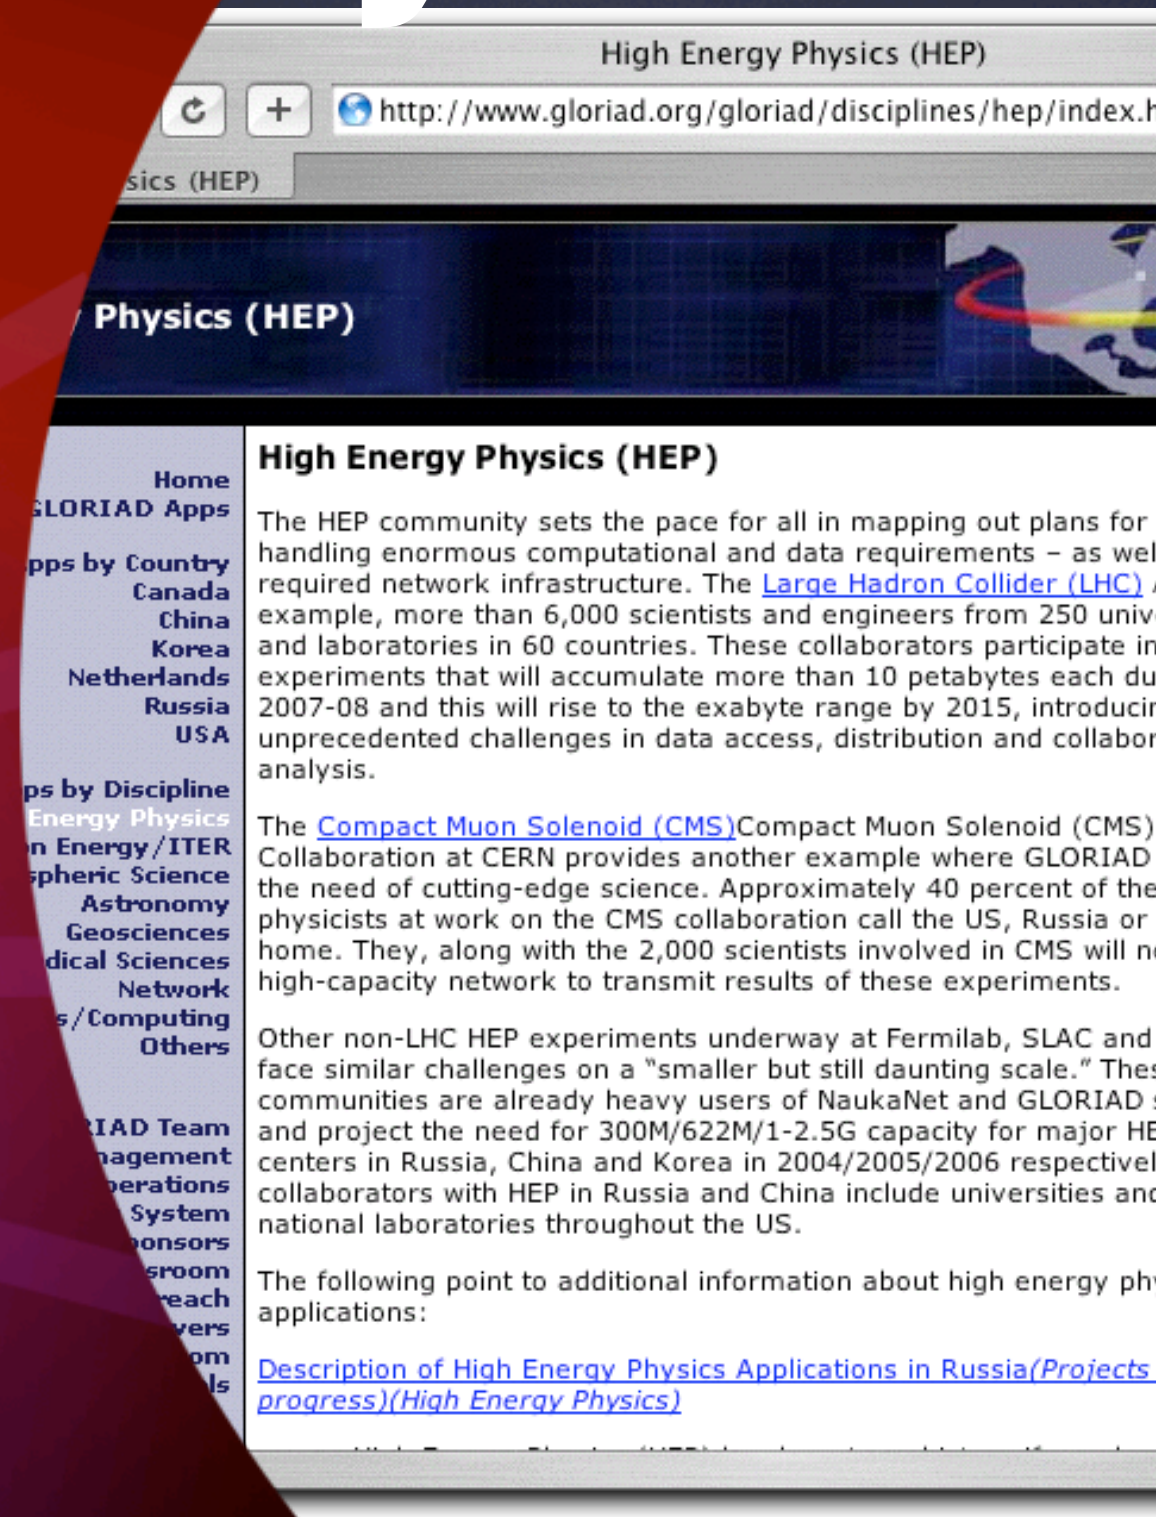 High Energy Physics (HEP)
http://www.gloriad.org/gloriad/disciplines/hep/index.h
sics (HEP)
Physics (HEP)
Home
GLORIAD Apps
pps by Country
Canada
China
Korea
Netherlands
Russia
USA
ps by Discipline
Energy Physics
n Energy/ITER
spheric Science
Astronomy
Geosciences
dical Sciences
Network
s/Computing
Others
RIAD Team
nagement
perations
System
ponsors
sroom
reach
vers
om
ls
High Energy Physics (HEP)
The HEP community sets the pace for all in mapping out plans for
handling enormous computational and data requirements – as wel
required network infrastructure. The Large Hadron Collider (LHC)
example, more than 6,000 scientists and engineers from 250 unive
and laboratories in 60 countries. These collaborators participate in
experiments that will accumulate more than 10 petabytes each du
2007-08 and this will rise to the exabyte range by 2015, introducin
unprecedented challenges in data access, distribution and collabor
analysis.
The Compact Muon Solenoid (CMS)Compact Muon Solenoid (CMS)
Collaboration at CERN provides another example where GLORIAD
the need of cutting-edge science. Approximately 40 percent of the
physicists at work on the CMS collaboration call the US, Russia or
home. They, along with the 2,000 scientists involved in CMS will ne
high-capacity network to transmit results of these experiments.
Other non-LHC HEP experiments underway at Fermilab, SLAC and
face similar challenges on a "smaller but still daunting scale." Thes
communities are already heavy users of NaukaNet and GLORIAD s
and project the need for 300M/622M/1-2.5G capacity for major HE
centers in Russia, China and Korea in 2004/2005/2006 respectivel
collaborators with HEP in Russia and China include universities and
national laboratories throughout the US.
The following point to additional information about high energy phy
applications:
Description of High Energy Physics Applications in Russia(Projects
progress)(High Energy Physics)